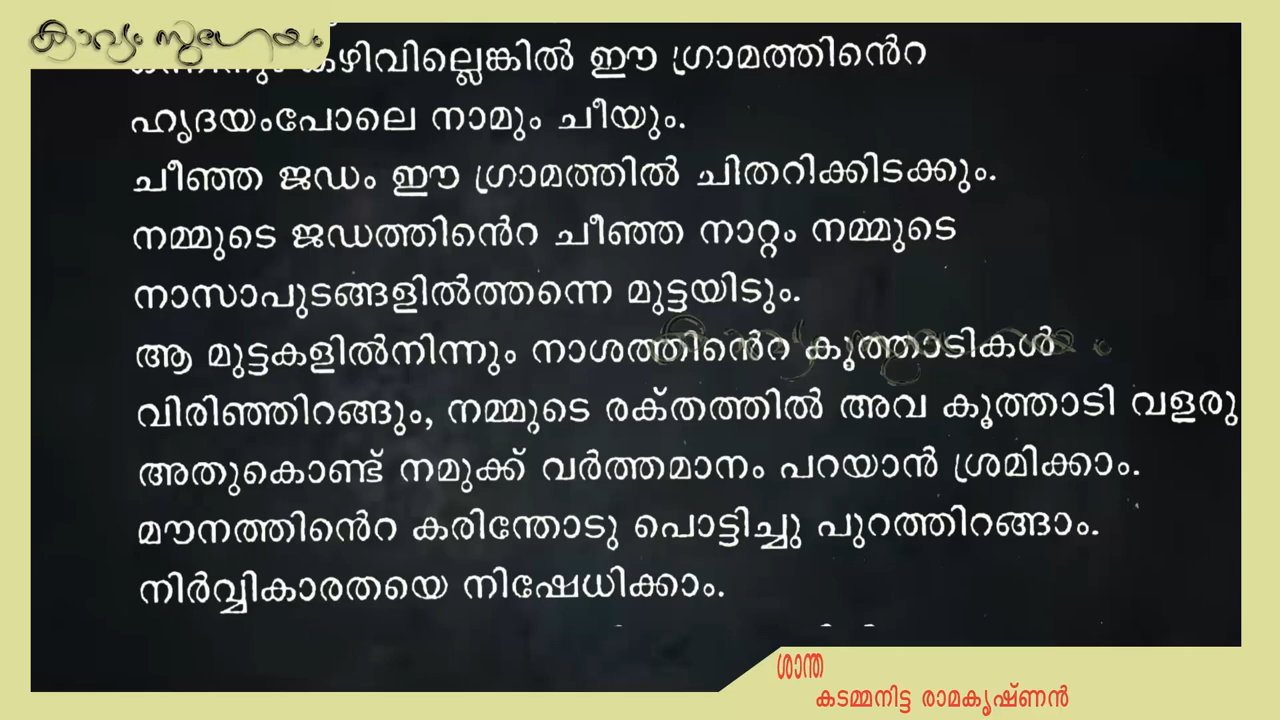 കാവ്യം സുഗേയം
കഴിവില്ലെങ്കിൽ ഈ ഗ്രാമത്തിൻെറ
ഹൃദയംപോലെ നാമും ചീയും.
ചീഞ്ഞ ജഡം ഈ ഗ്രാമത്തിൽ ചിതറിക്കിടക്കും.
നമ്മുടെ ജഡത്തിൻെറ ചീഞ്ഞ നാറ്റം നമ്മുടെ
നാസാപുടങ്ങളിൽത്തന്നെ മുട്ടയിടും.
ആ മുട്ടകളിൽനിന്നും നാശത്തിൻെറ കൂത്താടികൾ
വിരിഞ്ഞിറങ്ങും, നമ്മുടെ രക്തത്തിൽ അവ കൂത്താടി വളരു
അതുകൊണ്ട് നമുക്ക് വർത്തമാനം പറയാൻ ശ്രമിക്കാം.
മൗനത്തിൻെറ കരിന്തോടു പൊട്ടിച്ചു പുറത്തിറങ്ങാം.
നിർവ്വികാരതയെ നിഷേധിക്കാം.
ശാന്ത
കടമ്മനിട്ട രാമകൃഷ്ണൻ